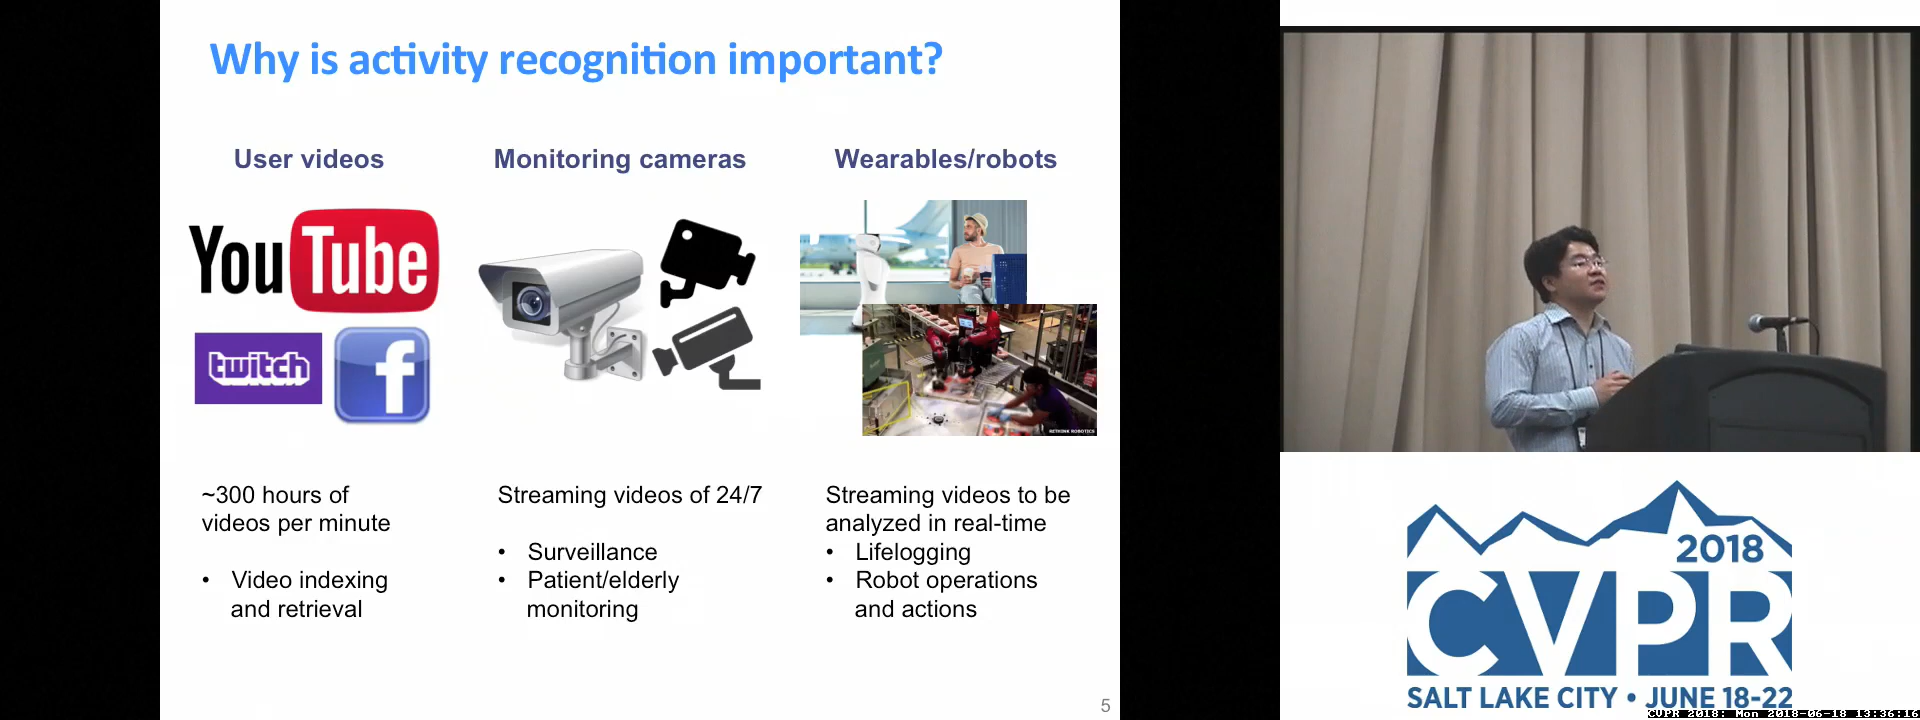 Why is activity recognition important?
User videos
Monitoring cameras
Wearables/robots
YouTube
twitch
f
RETHINK ROBOTICS
~300 hours of
videos per minute
• Video indexing
and retrieval
Streaming videos of 24/7
• Surveillance
• Patient/elderly
monitoring
Streaming videos to be
analyzed in real-time
• Lifelogging
• Robot operations
and actions
5
2018
CVPR
SALT LAKE CITY • JUNE 18-22
CVPR 2018: Mon 2018-06-18 13:36:16